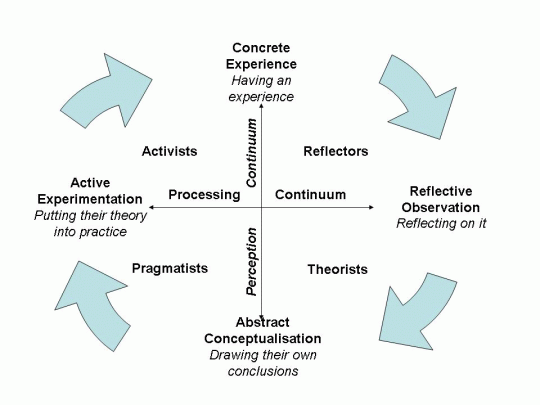 Concrete
Experience
Having an
experience
Continuum
Activists
Reflectors
Active
Experimentation
Putting their theory
into practice
Processing
Continuum
Reflective
Observation
Reflecting on it
Perception
Pragmatists
Theorists
Abstract
Conceptualisation
Drawing their own
conclusions